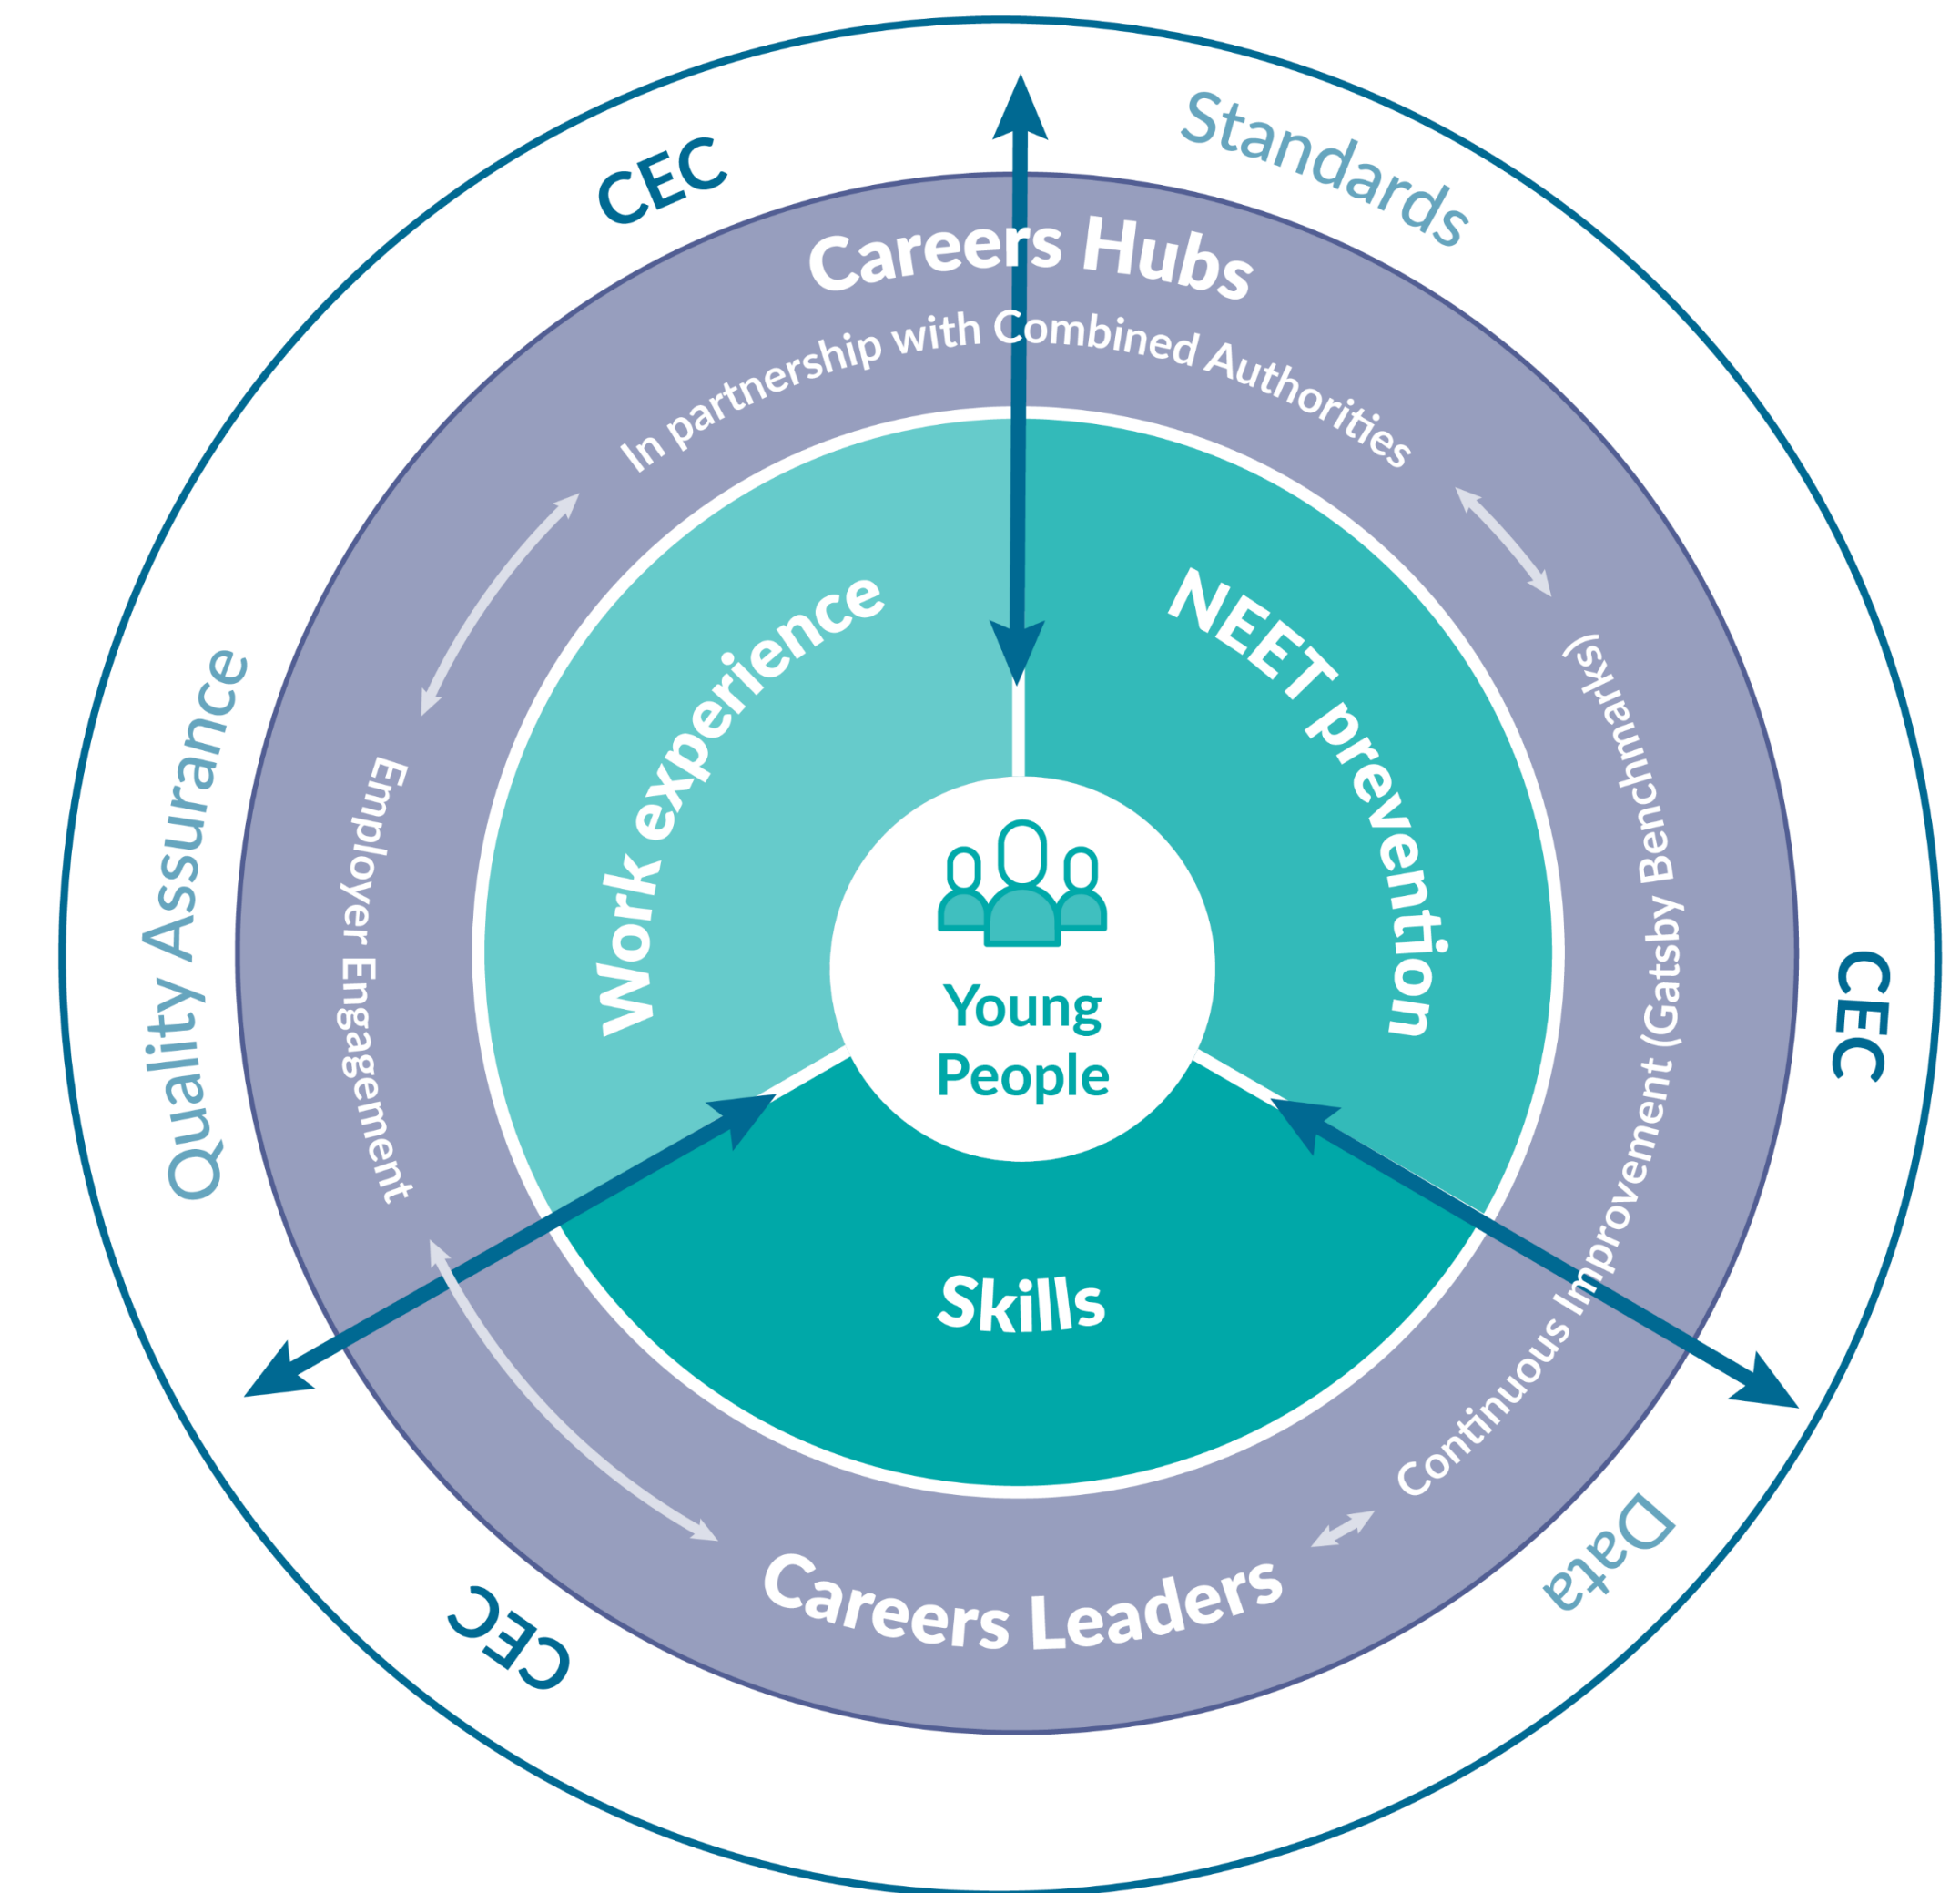 CEC
Standards
Careers Hubs
In partnership with Combined Authorities
Work experience
NEET prevention
Quality Assurance
Employer Engagement
Young
People
Continuous Improvement (Gatsby Benchmarks)
CEC
Skills
Careers Leaders
Data
CEC